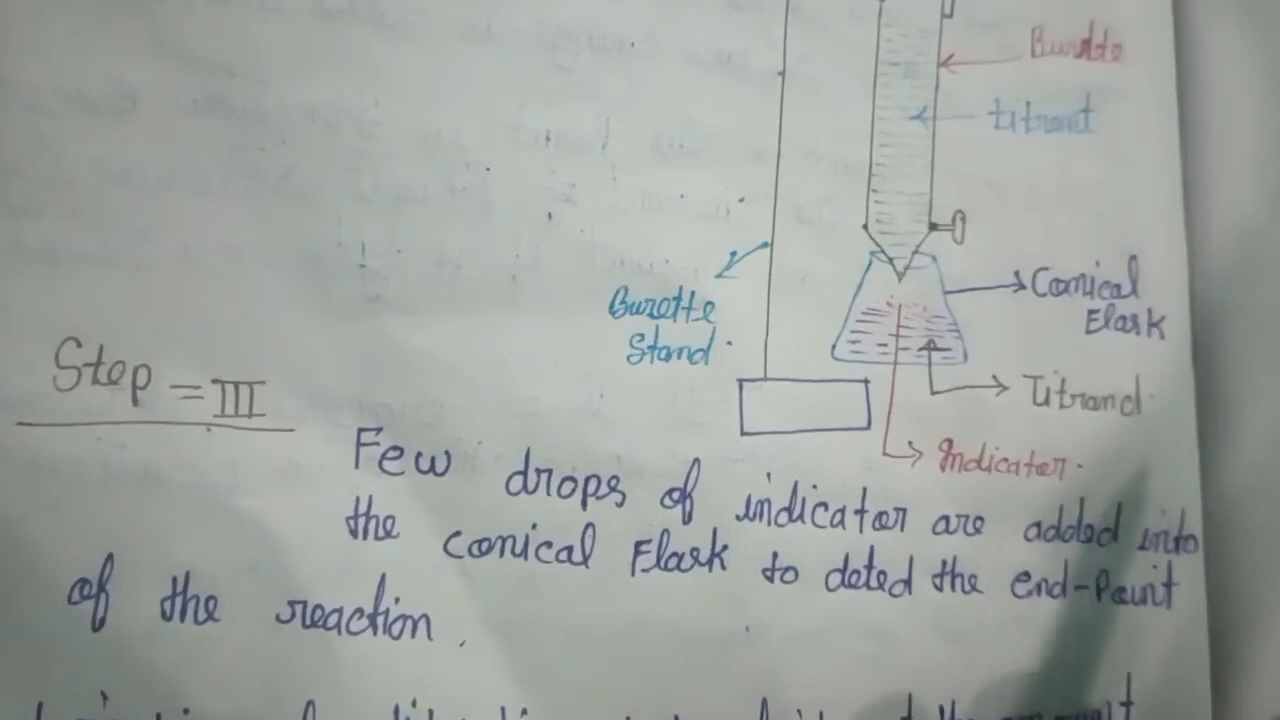 Burette
titrant
Burette
Stand
Conical
Flask
Titrand
Indicator.
Step = III
Few drops of indicator are added into
the conical Flask to detect the end-Point
of the reaction.